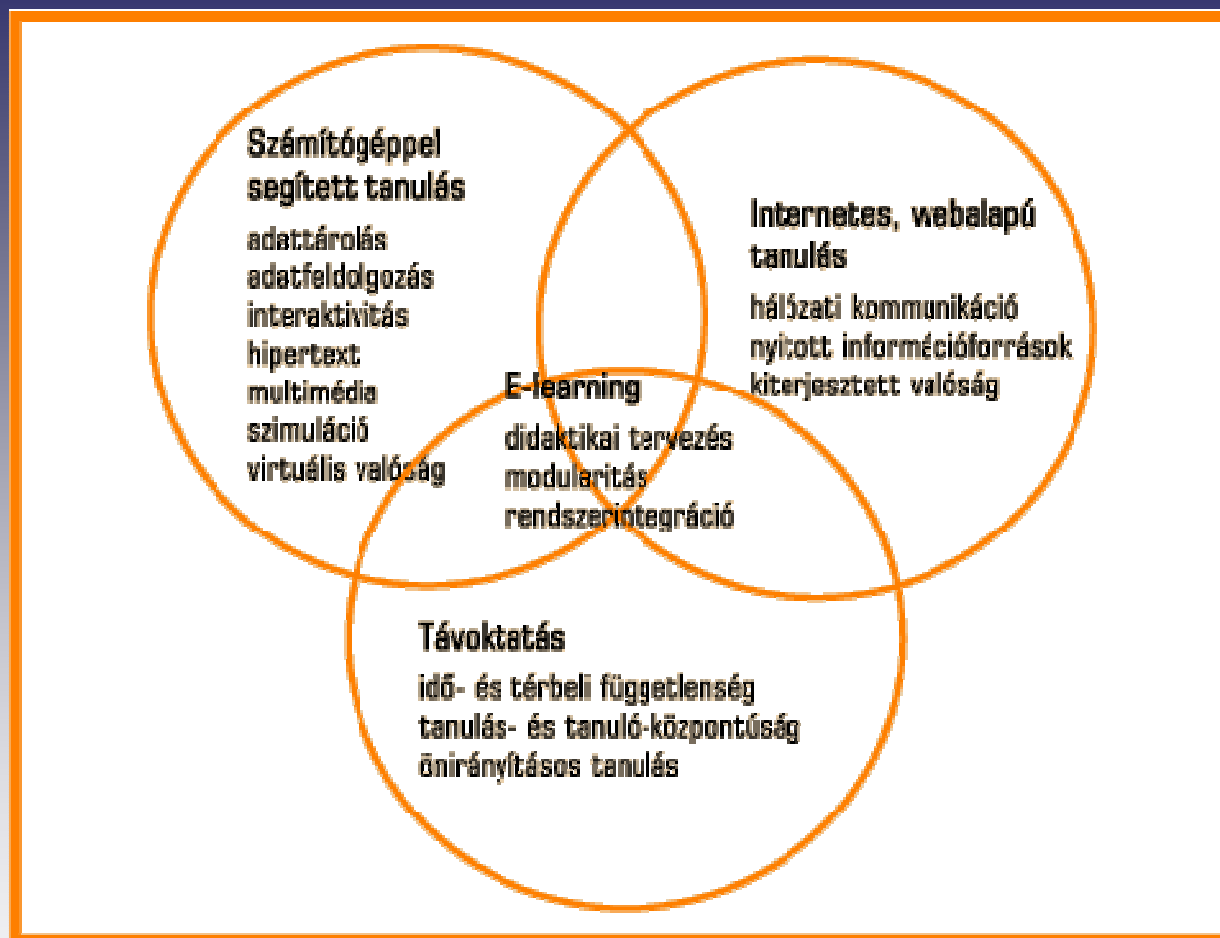 Számítógéppel
segített tanulás
adattárolás
adatfeldolgozás
interaktivitás
hipertext
multimédia
szimuláció
virtuális valóság
Internetes, webalapú
tanulás
hálózati kommunikáció
nyitott információforrások
kiterjesztett valóság
E-learning
didaktikai tervezés
modularitás
rendszerintegráció
Távoktatás
idő- és térbeli függetlenség
tanulás- és tanuló-központúság
önirányításos tanulás